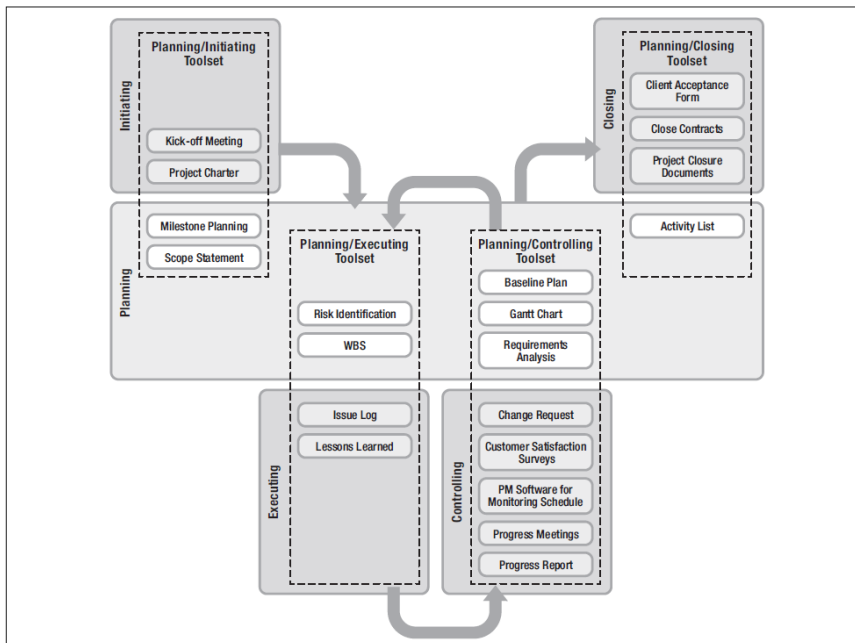 Initiating
Planning/Initiating
Toolset
Kick-off Meeting
Project Charter
Closing
Planning/Closing
Toolset
Client Acceptance
Form
Close Contracts
Project Closure
Documents
Planning
Milestone Planning
Scope Statement
Planning/Executing
Toolset
Risk Identification
WBS
Planning/Controlling
Toolset
Baseline Plan
Gantt Chart
Requirements
Analysis
Activity List
Executing
Issue Log
Lessons Learned
Controlling
Change Request
Customer Satisfaction
Surveys
PM Software for
Monitoring Schedule
Progress Meetings
Progress Report